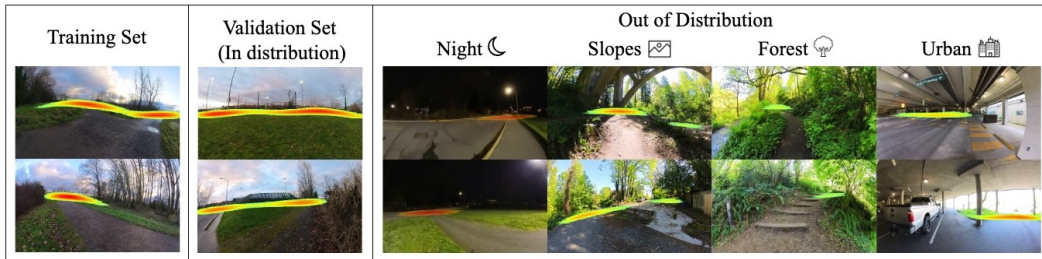 Training Set
Validation Set
(In distribution)
Out of Distribution
Night
Slopes
Forest
Urban